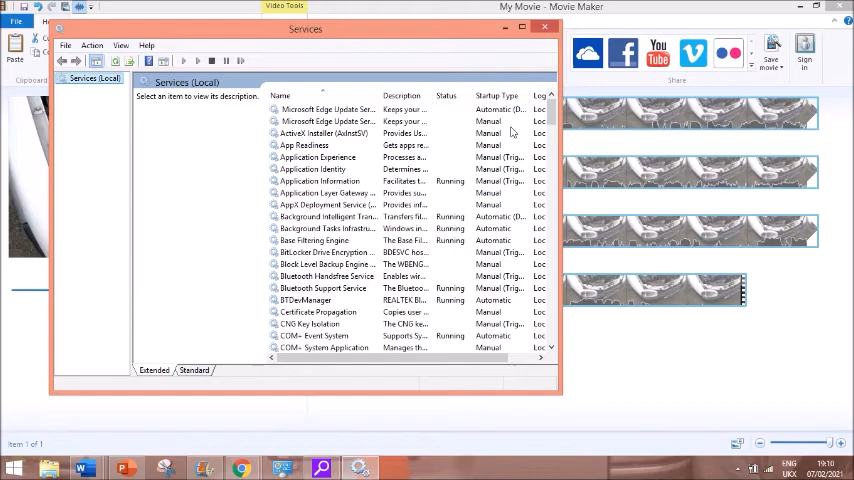 Video Tools
My Movie - Movie Maker
File
Paste
Clipboard
Share
Save movie
Sign in
Services
File Action View Help
Services (Local)
Services (Local)
Select an item to view its description.
Name Description Status Startup Type Log
Microsoft Edge Update Ser... Keeps your ... Automatic (D... Loc
Microsoft Edge Update Ser... Keeps your ... Manual Loc
ActiveX Installer (AxInstSV) Provides Us... Manual Loc
App Readiness Gets apps re... Manual Loc
Application Experience Processes a... Manual (Trig... Loc
Application Identity Determines ... Manual (Trig... Loc
Application Information Facilitates t... Running Manual (Trig... Loc
Application Layer Gateway ... Provides su... Manual Loc
AppX Deployment Service (... Provides inf... Manual Loc
Background Intelligent Tran... Transfers fil... Running Automatic (D... Loc
Background Tasks Infrastru... Windows in... Running Automatic Loc
Base Filtering Engine The Base Fil... Running Automatic Loc
BitLocker Drive Encryption ... BDESVC hos... Manual (Trig... Loc
Block Level Backup Engine ... The WBENG... Manual Loc
Bluetooth Handsfree Service Enables wir... Manual (Trig... Loc
Bluetooth Support Service The Bluetoo... Running Manual (Trig... Loc
BTDevManager REALTEK Bl... Running Automatic Loc
Certificate Propagation Copies user ... Manual Loc
CNG Key Isolation The CNG ke... Manual (Trig... Loc
COM+ Event System Supports Sy... Running Automatic Loc
COM+ System Application Manages th... Manual Loc
Extended Standard
Item 1 of 1
ENG 19:10
UKX 07/02/2021